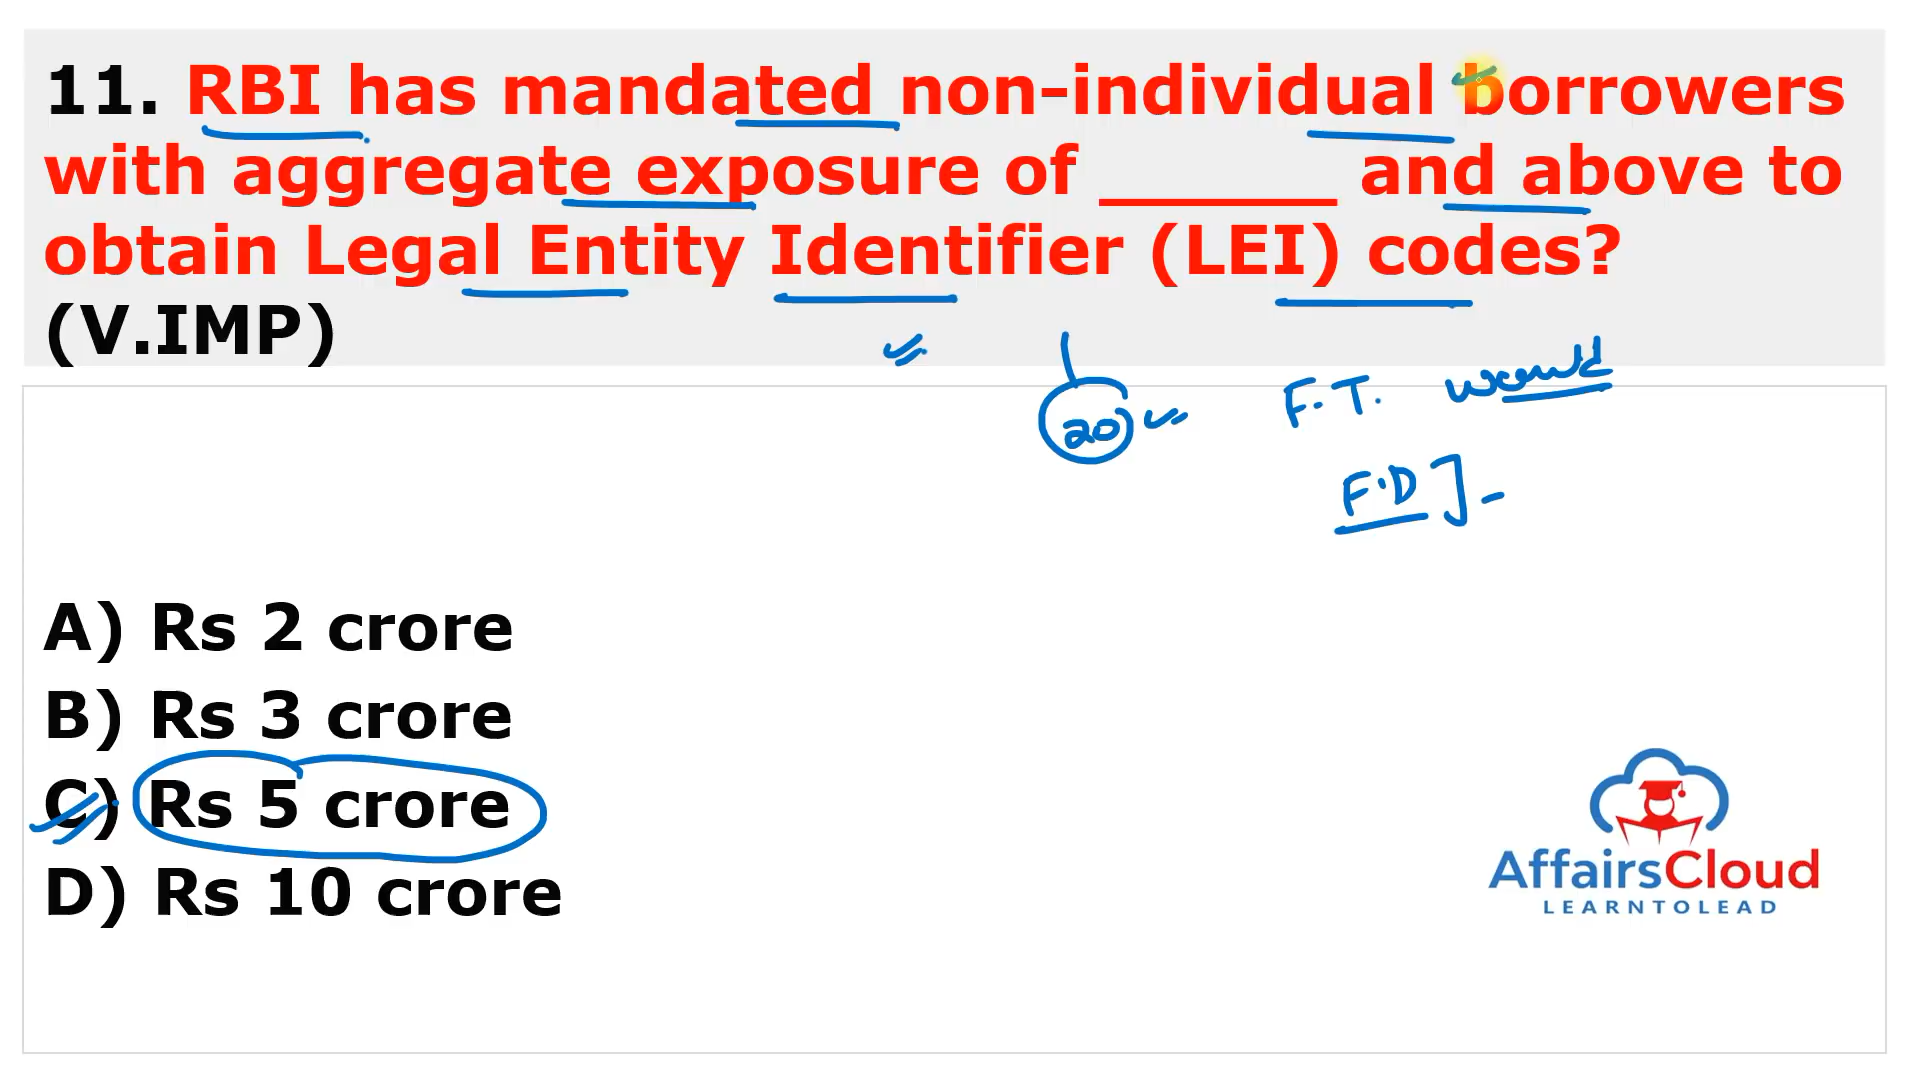 11. RBI has mandated non-individual borrowers
with aggregate exposure of ______ and above to
obtain Legal Entity Identifier (LEI) codes?
(V.IMP)
20
F.T.
F.D
A) Rs 2 crore
B) Rs 3 crore
C) Rs 5 crore
D) Rs 10 crore
AffairsCloud
LEARNTOLEAD